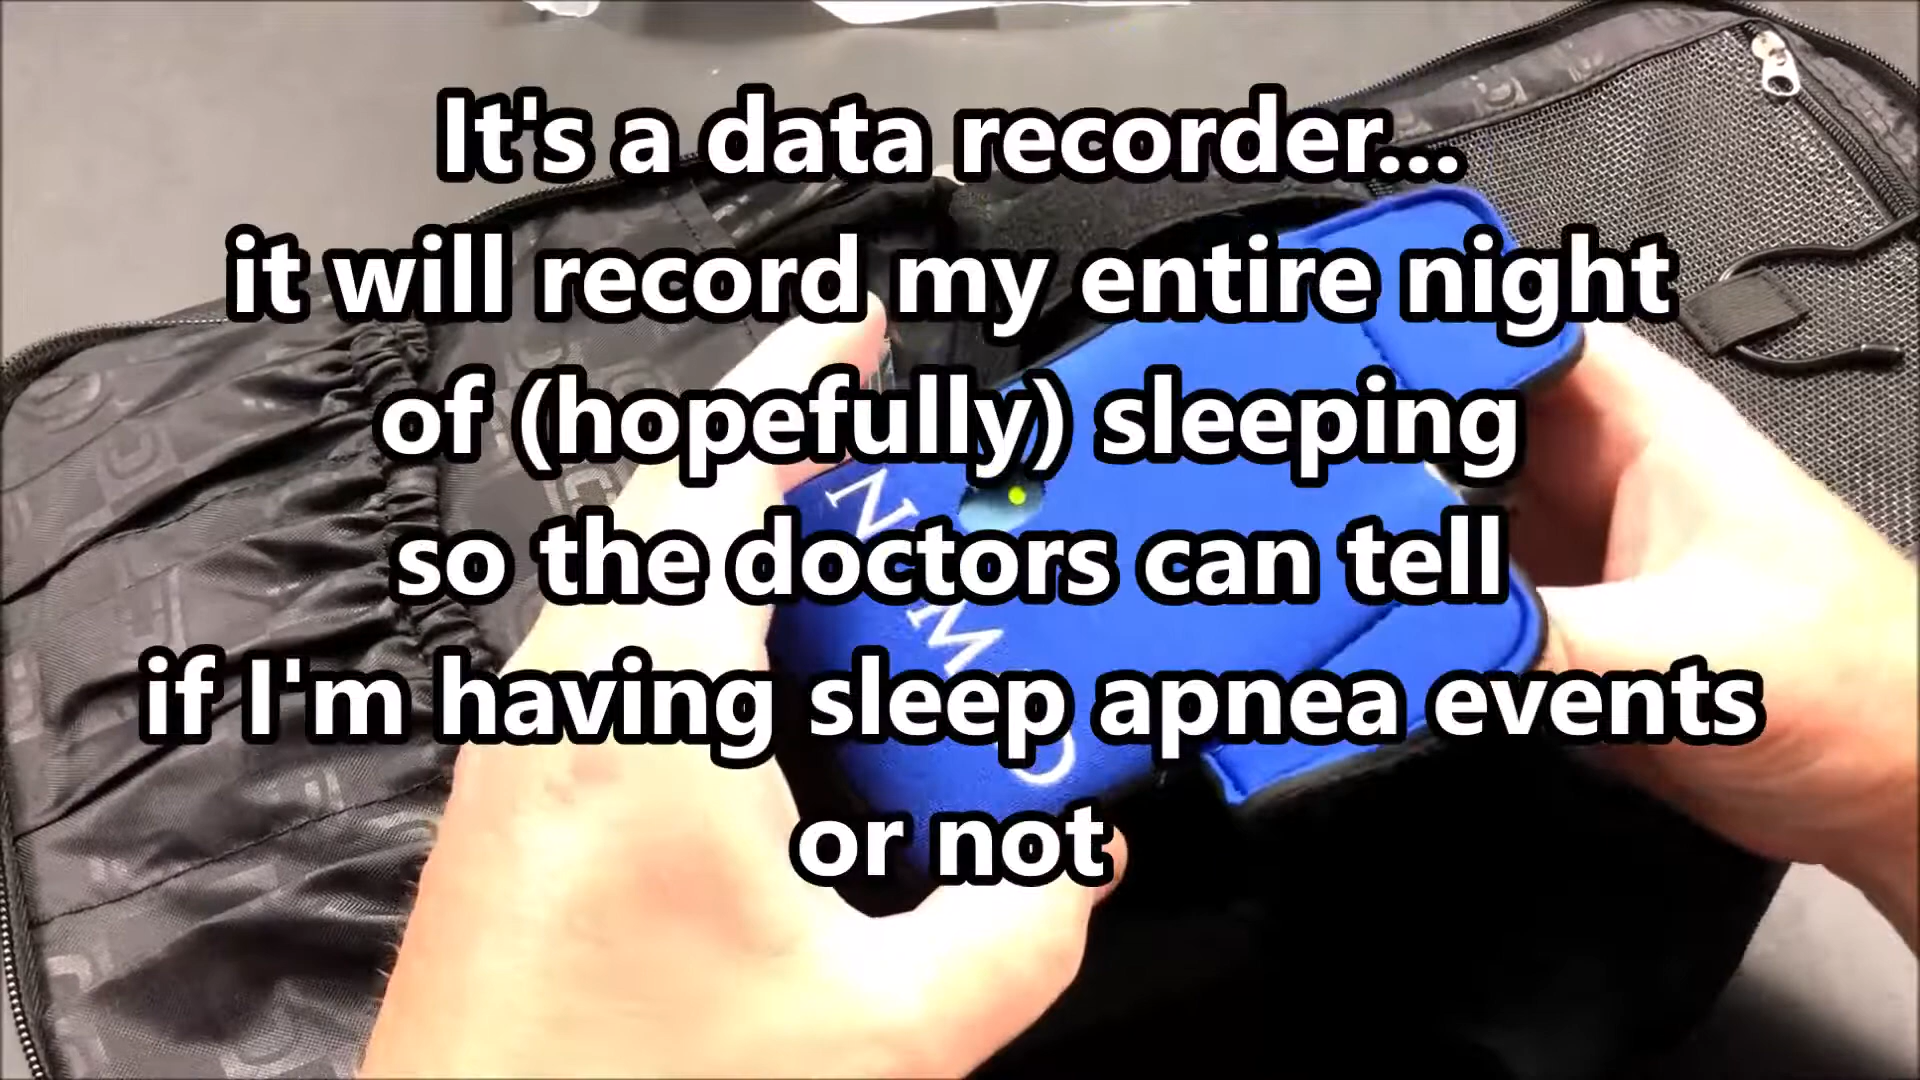 It's a data recorder...
it will record my entire night
of (hopefully) sleeping
so the doctors can tell
if I'm having sleep apnea events
or not